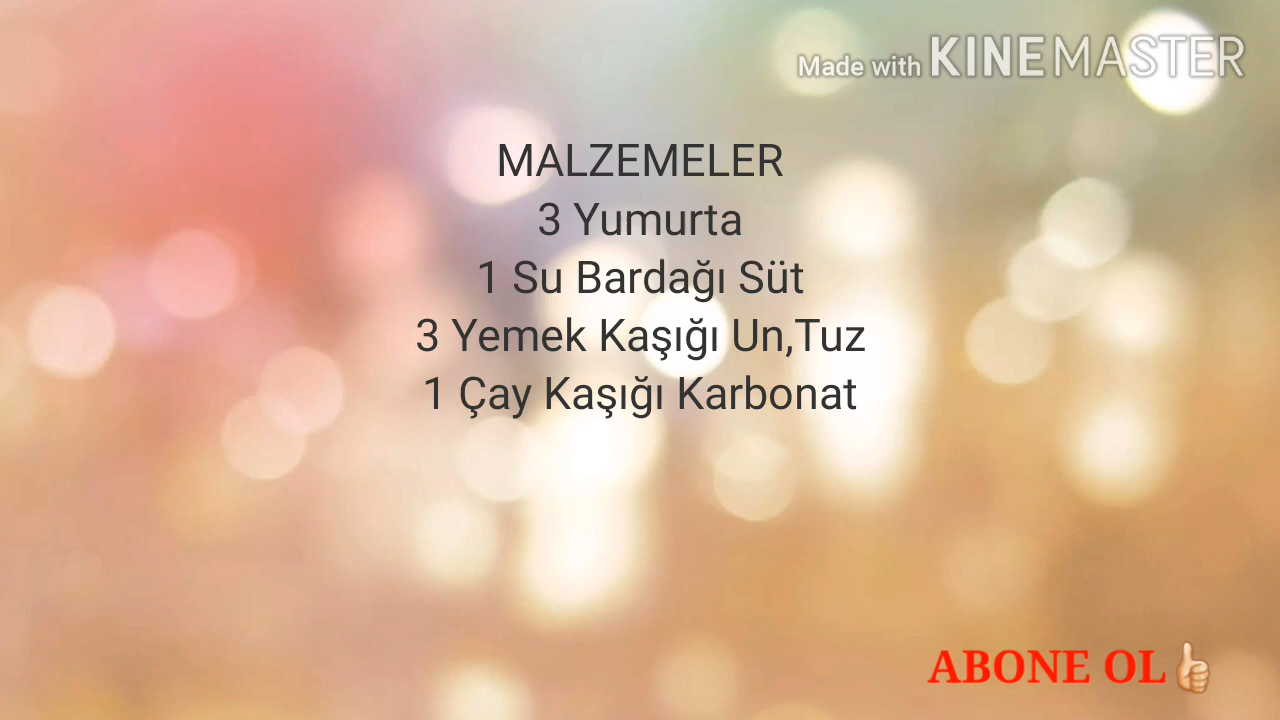 Made with KINEMASTER
MALZEMELER
3 Yumurta
1 Su Bardağı Süt
3 Yemek Kaşığı Un,Tuz
1 Çay Kaşığı Karbonat
ABONE OL👍